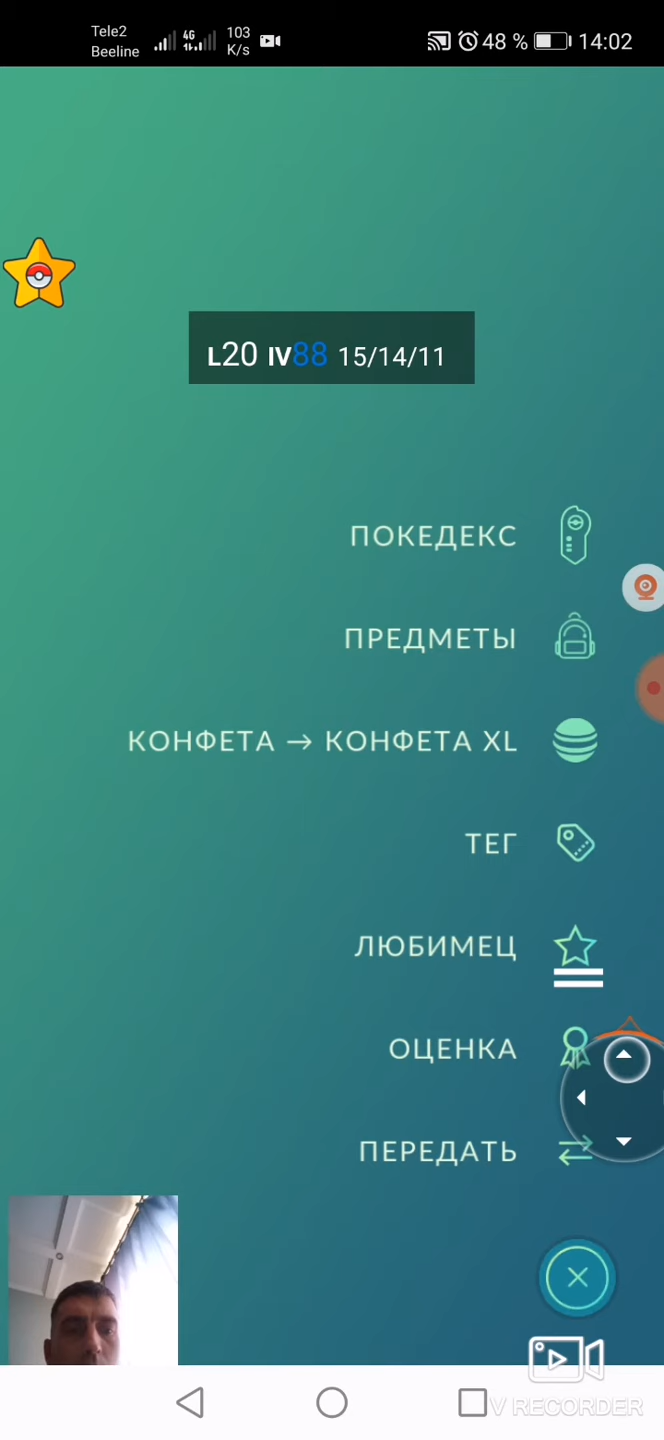 Tele2
Beeline
4G
103
K/s
48 %
14:02
L20 IV88 15/14/11
ПОКЕДЕКС
ПРЕДМЕТЫ
КОНФЕТА → КОНФЕТА XL
ТЕГ
ЛЮБИМЕЦ
ОЦЕНКА
ПЕРЕДАТЬ
V RECORDER